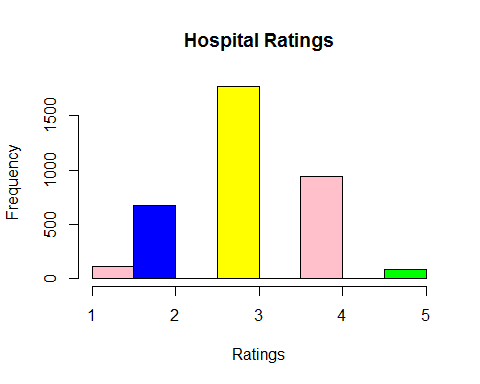 Hospital Ratings
Frequency
1500
1000
500
0
1 2 3 4 5
Ratings